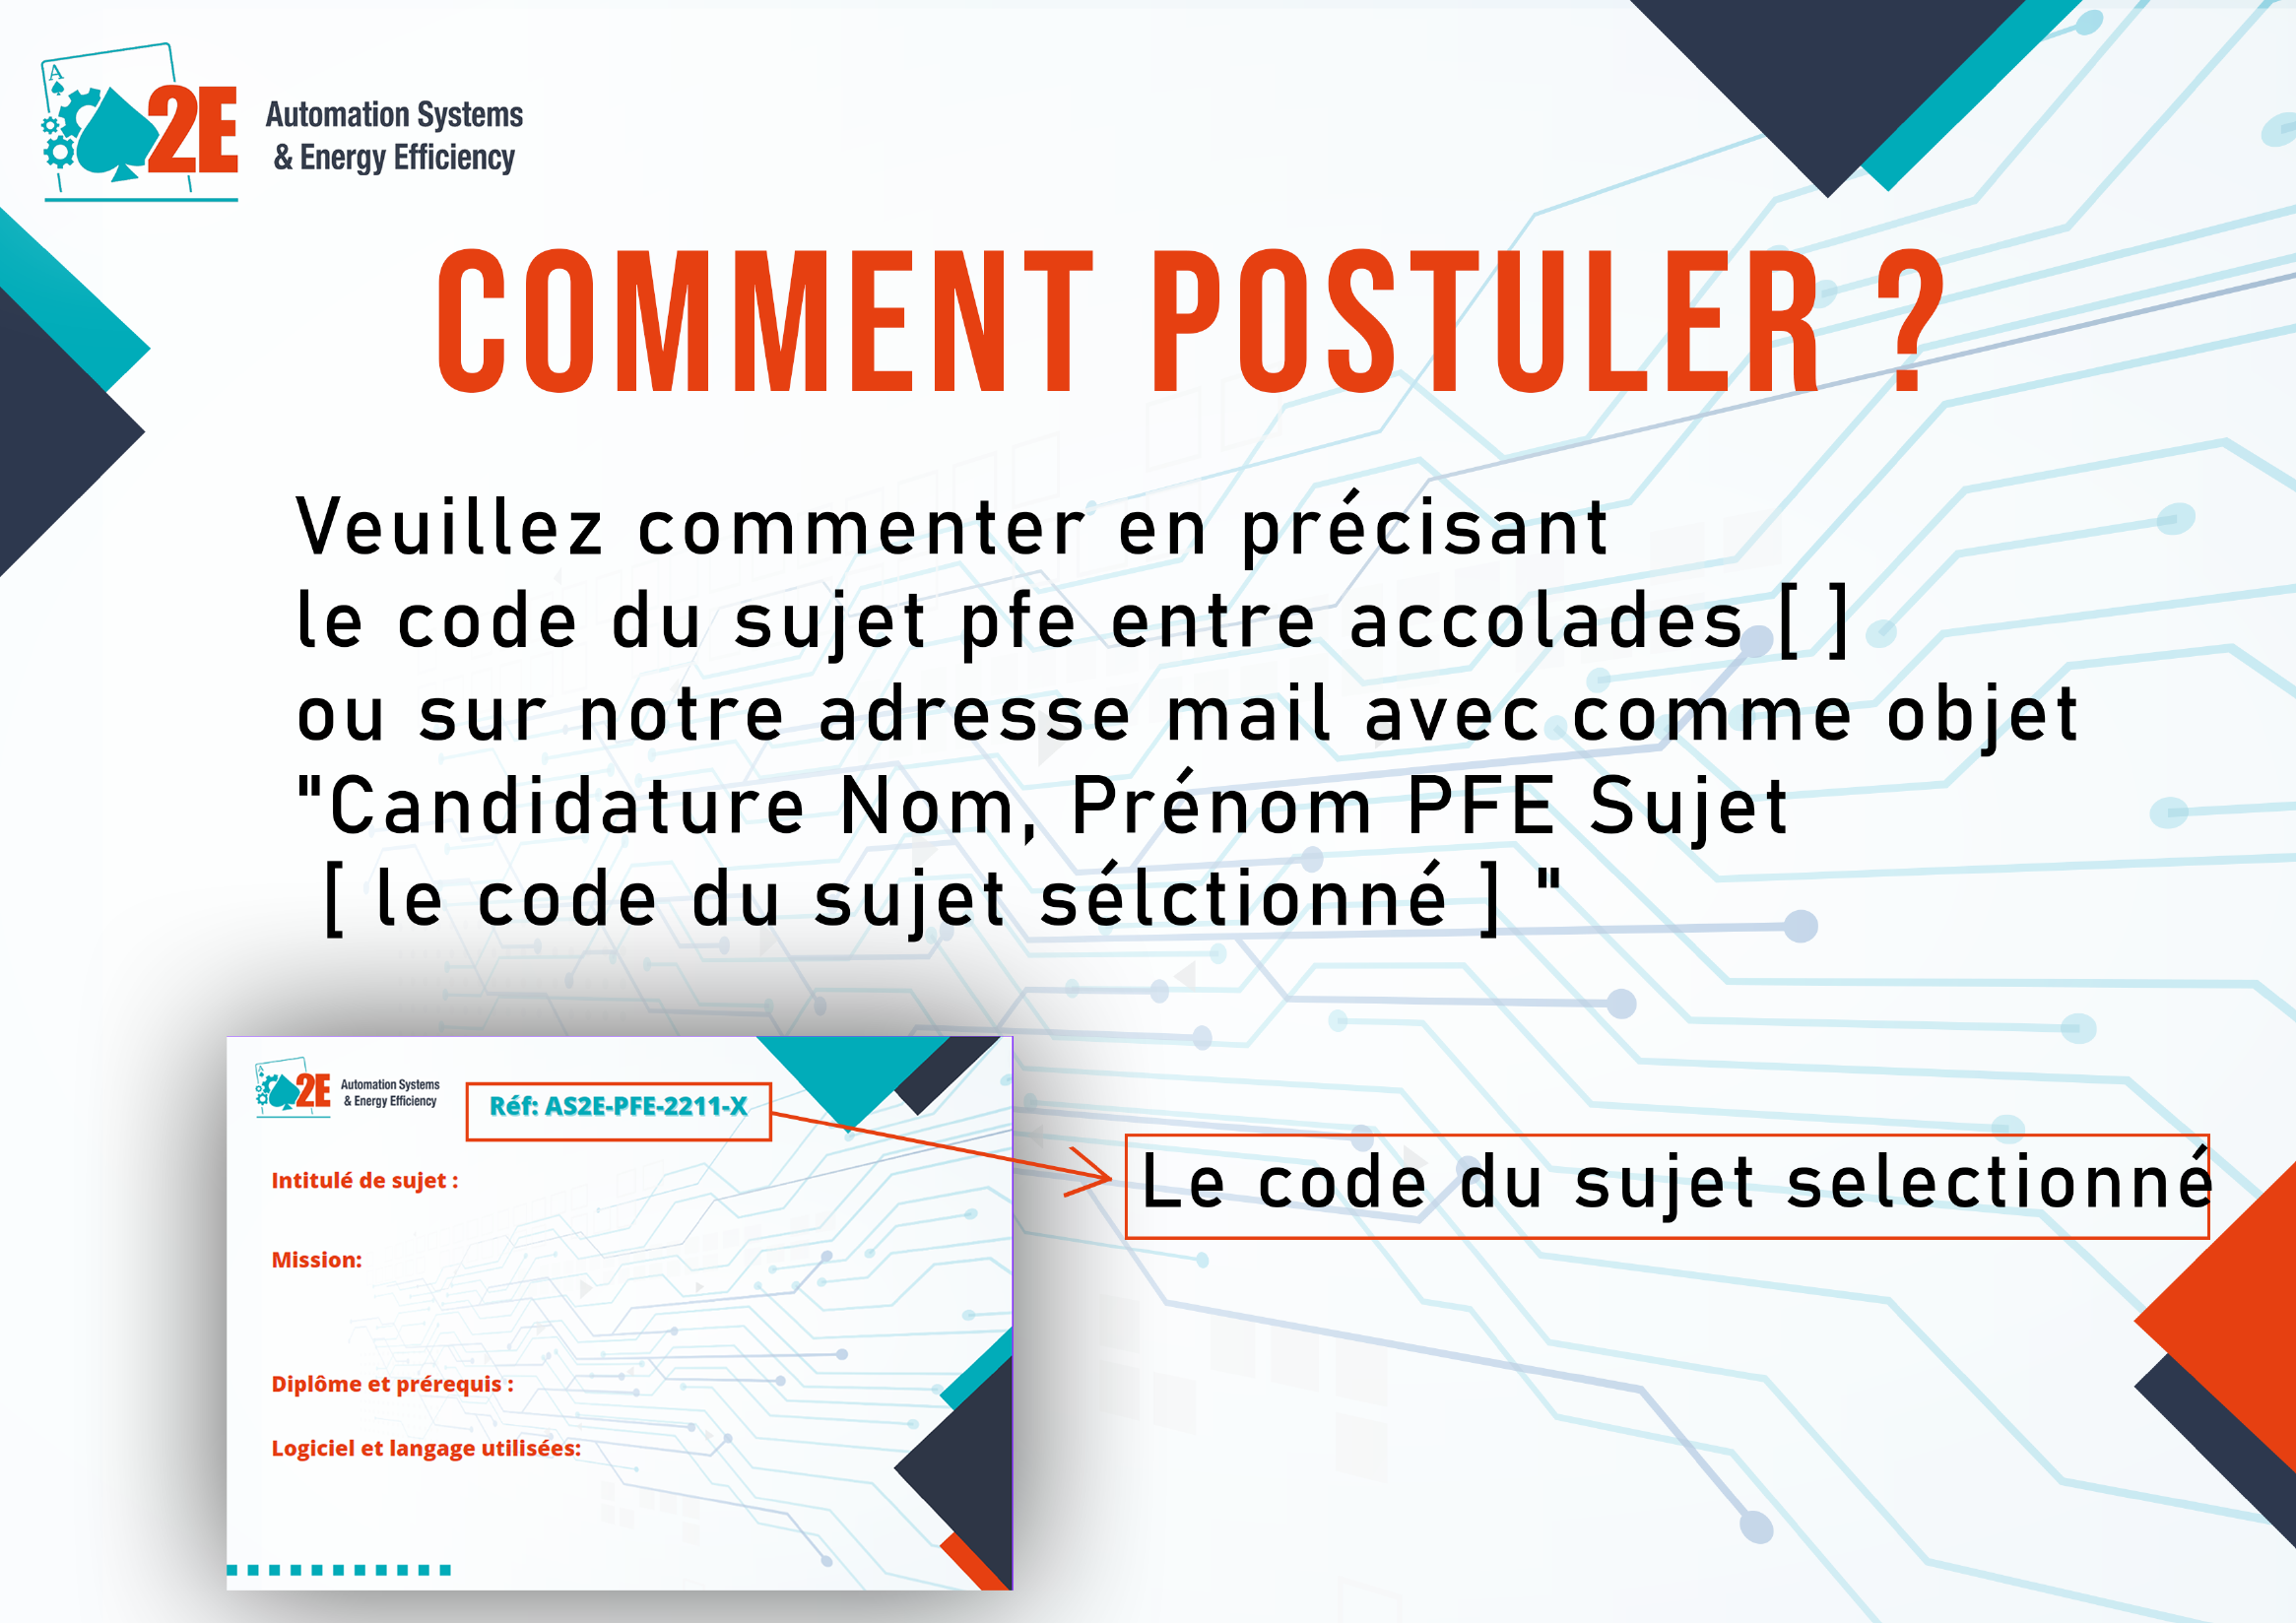 A
2E
Automation Systems
& Energy Efficiency
COMMENT POSTULER ?
Veuillez commenter en précisant
le code du sujet pfe entre accolades [ ]
ou sur notre adresse mail avec comme objet
"Candidature Nom, Prénom PFE Sujet
[ le code du sujet sélctionné ] "
A
2E
Automation Systems
& Energy Efficiency
Réf: AS2E-PFE-2211-X
Intitulé de sujet :
Mission:
Diplôme et prérequis :
Logiciel et langage utilisées:
Le code du sujet selectionné